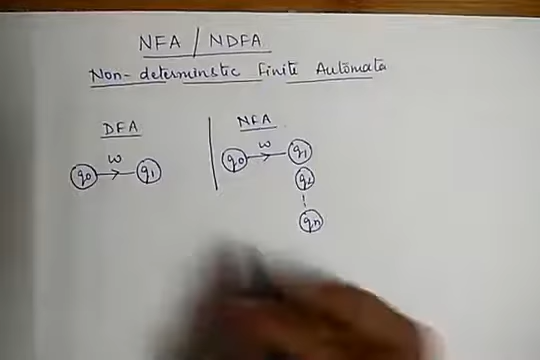 NFA / NDFA
Non-deterministic Finite Automata
DFA
NFA
w
q0
q1
w
q0
q1
q2
qn